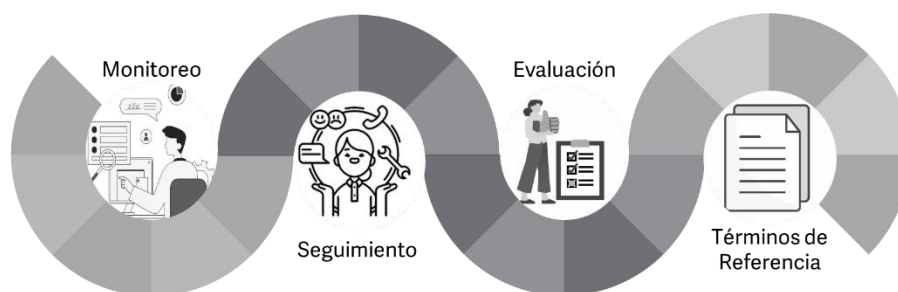 Monitoreo
Seguimiento
Evaluación
Términos de
Referencia